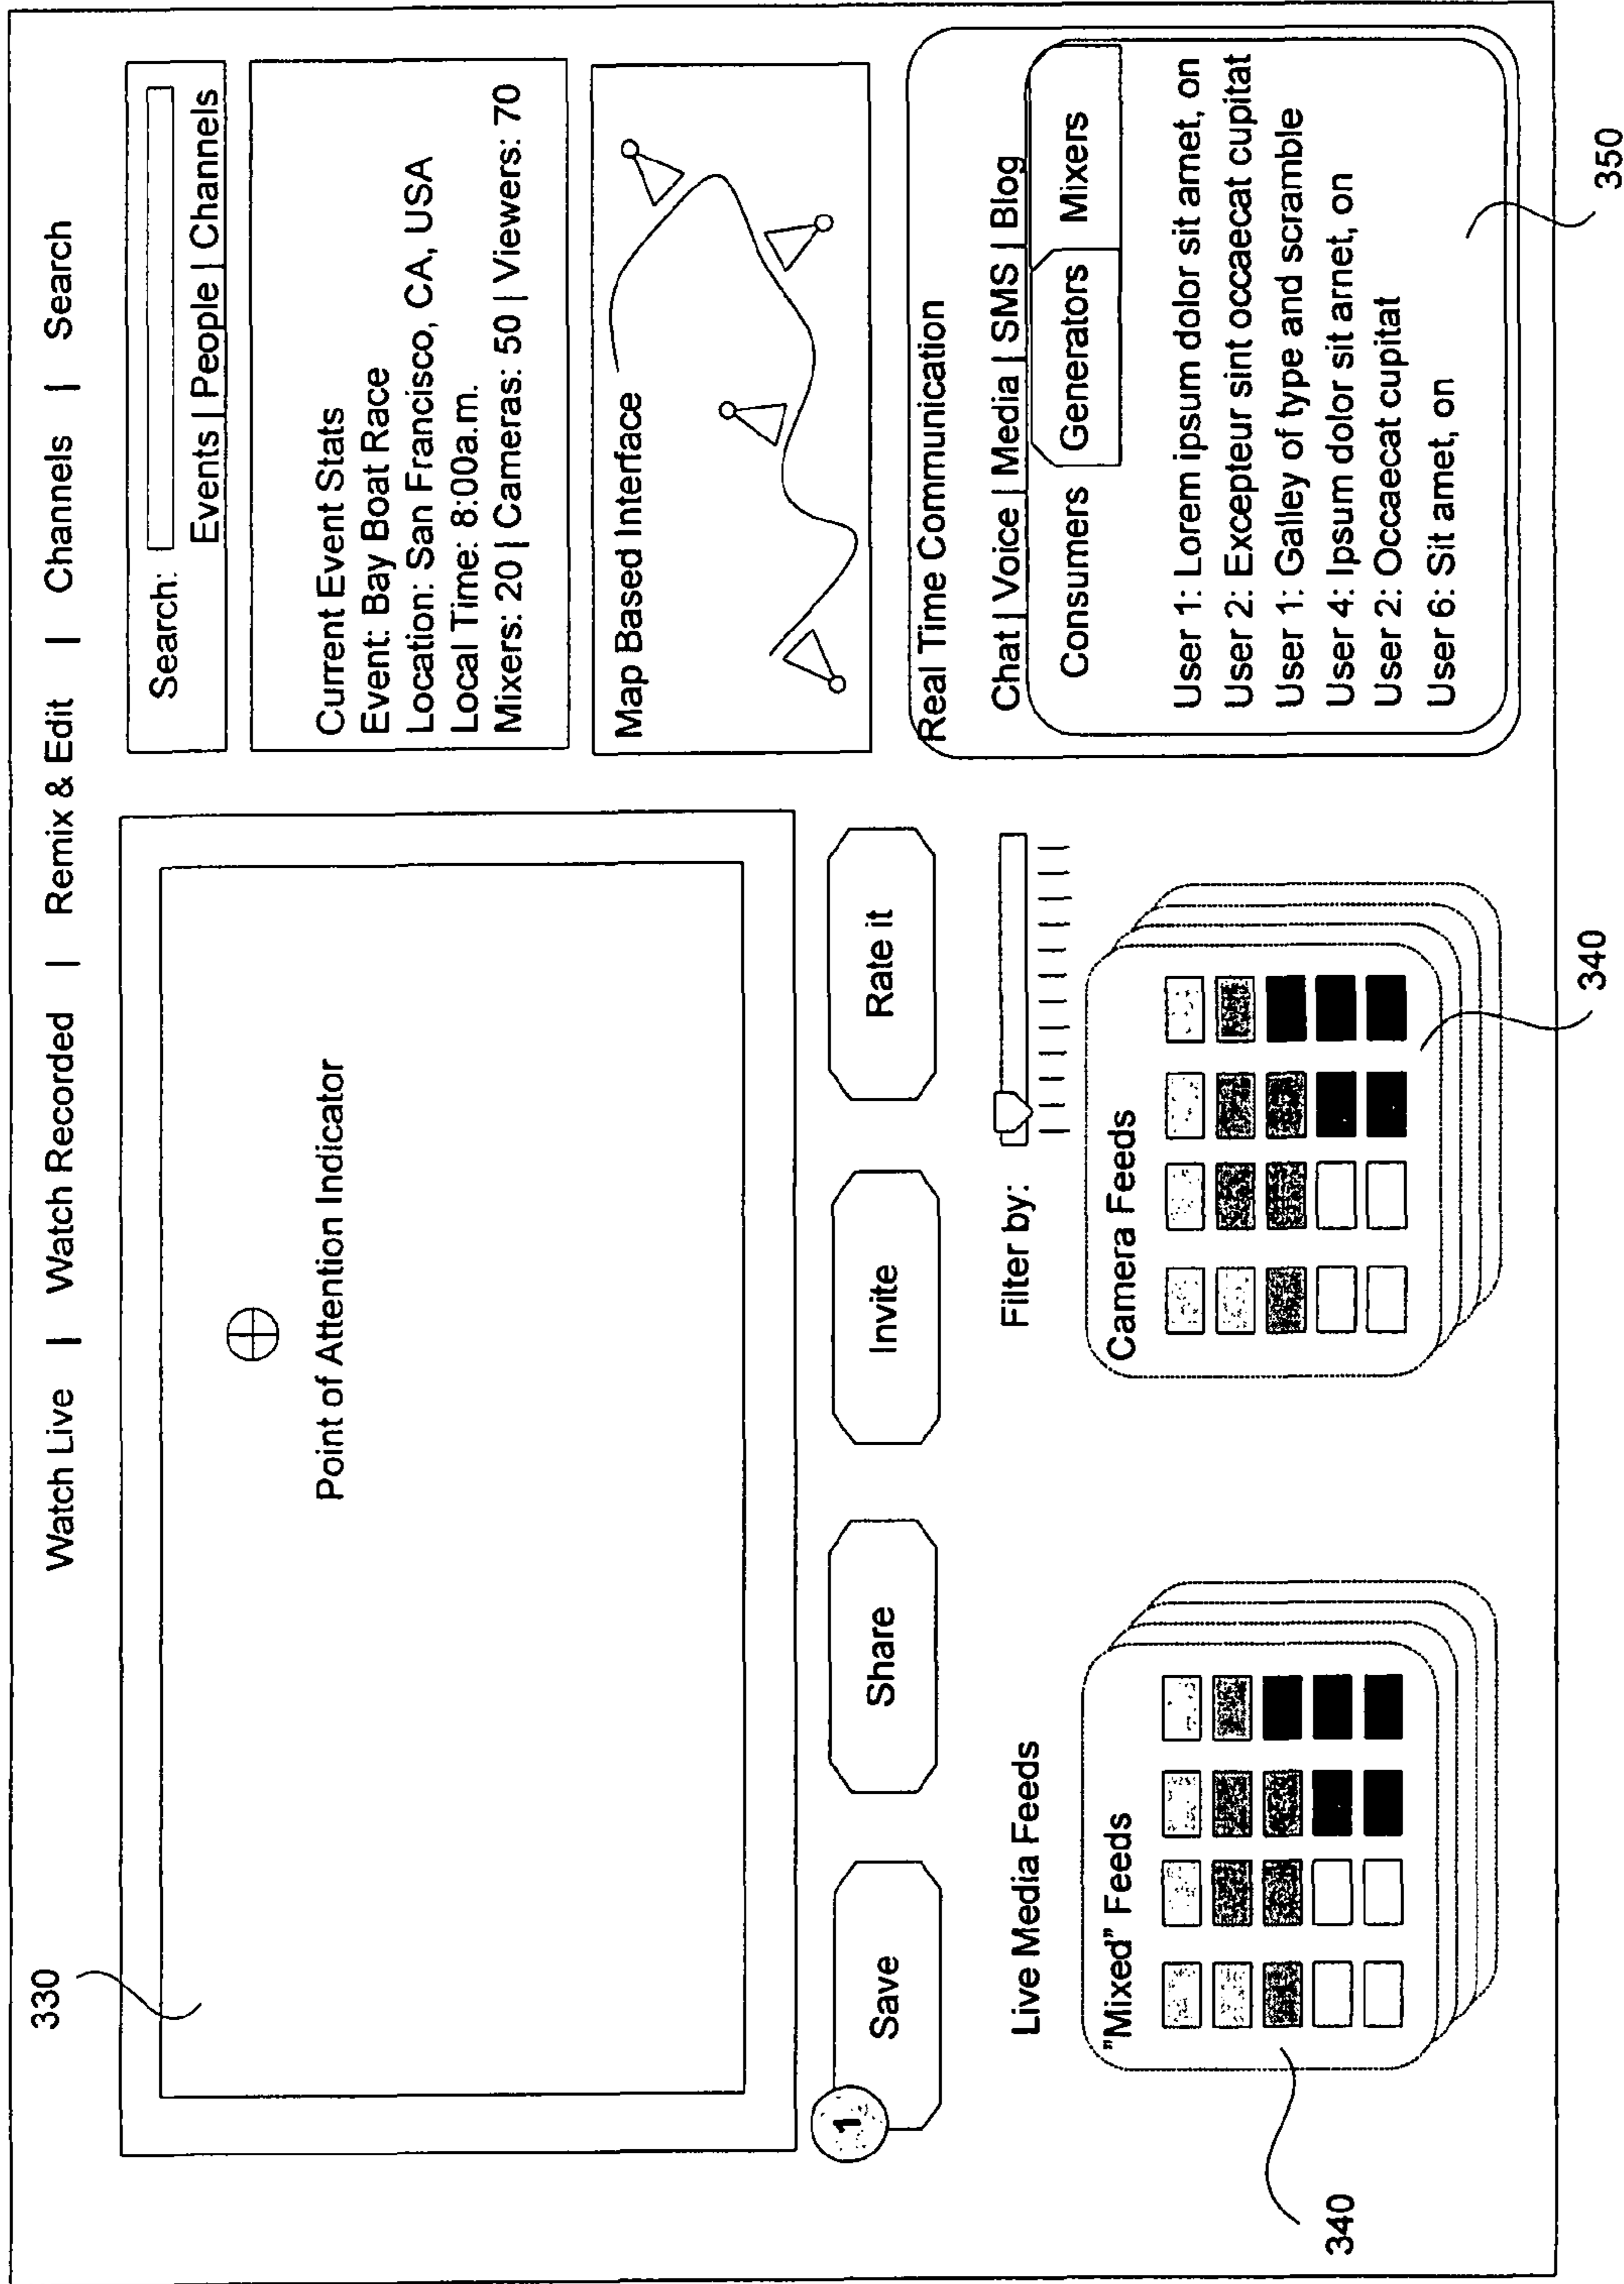 Watch Live | Watch Recorded | Remix & Edit | Channels | Search
330
Point of Attention Indicator
1
Save
Share
Invite
Rate it
Live Media Feeds
Filter by:
"Mixed" Feeds
Camera Feeds
340
340
Search:
Events | People | Channels
Current Event Stats
Event: Bay Boat Race
Location: San Francisco, CA, USA
Local Time: 8:00a.m.
Mixers: 20 | Cameras: 50 | Viewers: 70
Map Based Interface
Real Time Communication
Chat | Voice | Media | SMS | Blog
Consumers Generators Mixers
User 1: Lorem ipsum dolor sit amet, on
User 2: Excepteur sint occaecat cupitat
User 1: Galley of type and scramble
User 4: Ipsum dolor sit arnet, on
User 2: Occaecat cupitat
User 6: Sit amet, on
350